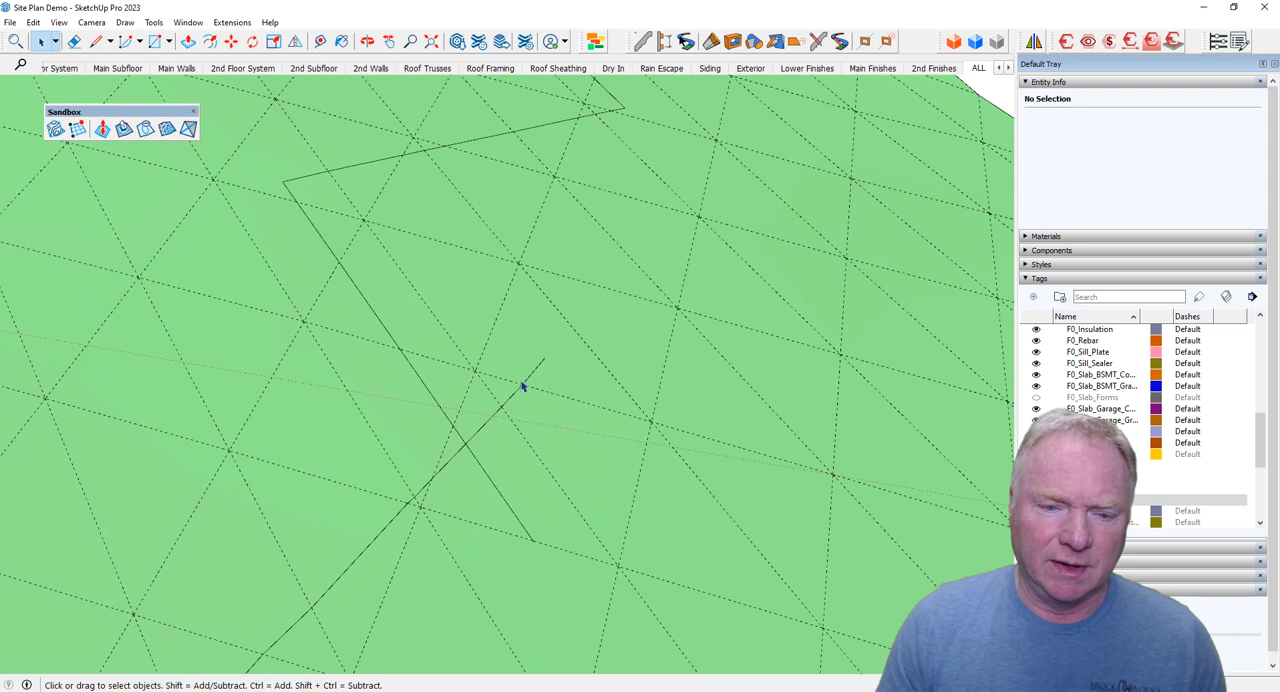 Site Plan Demo - SketchUp Pro 2023
File Edit View Camera Draw Tools Window Extensions Help
or System Main Subfloor Main Walls 2nd Floor System 2nd Subfloor 2nd Walls Roof Trusses Roof Framing Roof Sheathing Dry In Rain Escape Siding Exterior Lower Finishes Main Finishes 2nd Finishes ALL
Default Tray
Entity Info
No Selection
Sandbox
Materials
Components
Styles
Tags
Search
Name Dashes
F0_Insulation Default
F0_Rebar Default
F0_Sill_Plate Default
F0_Sill_Sealer Default
F0_Slab_BSMT_Co... Default
F0_Slab_BSMT_Gra... Default
F0_Slab_Forms Default
F0_Slab_Garage_C... Default
Garage_Gr... Default
Default
Default
Default
Default
Default
Click or drag to select objects. Shift = Add/Subtract. Ctrl = Add. Shift + Ctrl = Subtract.